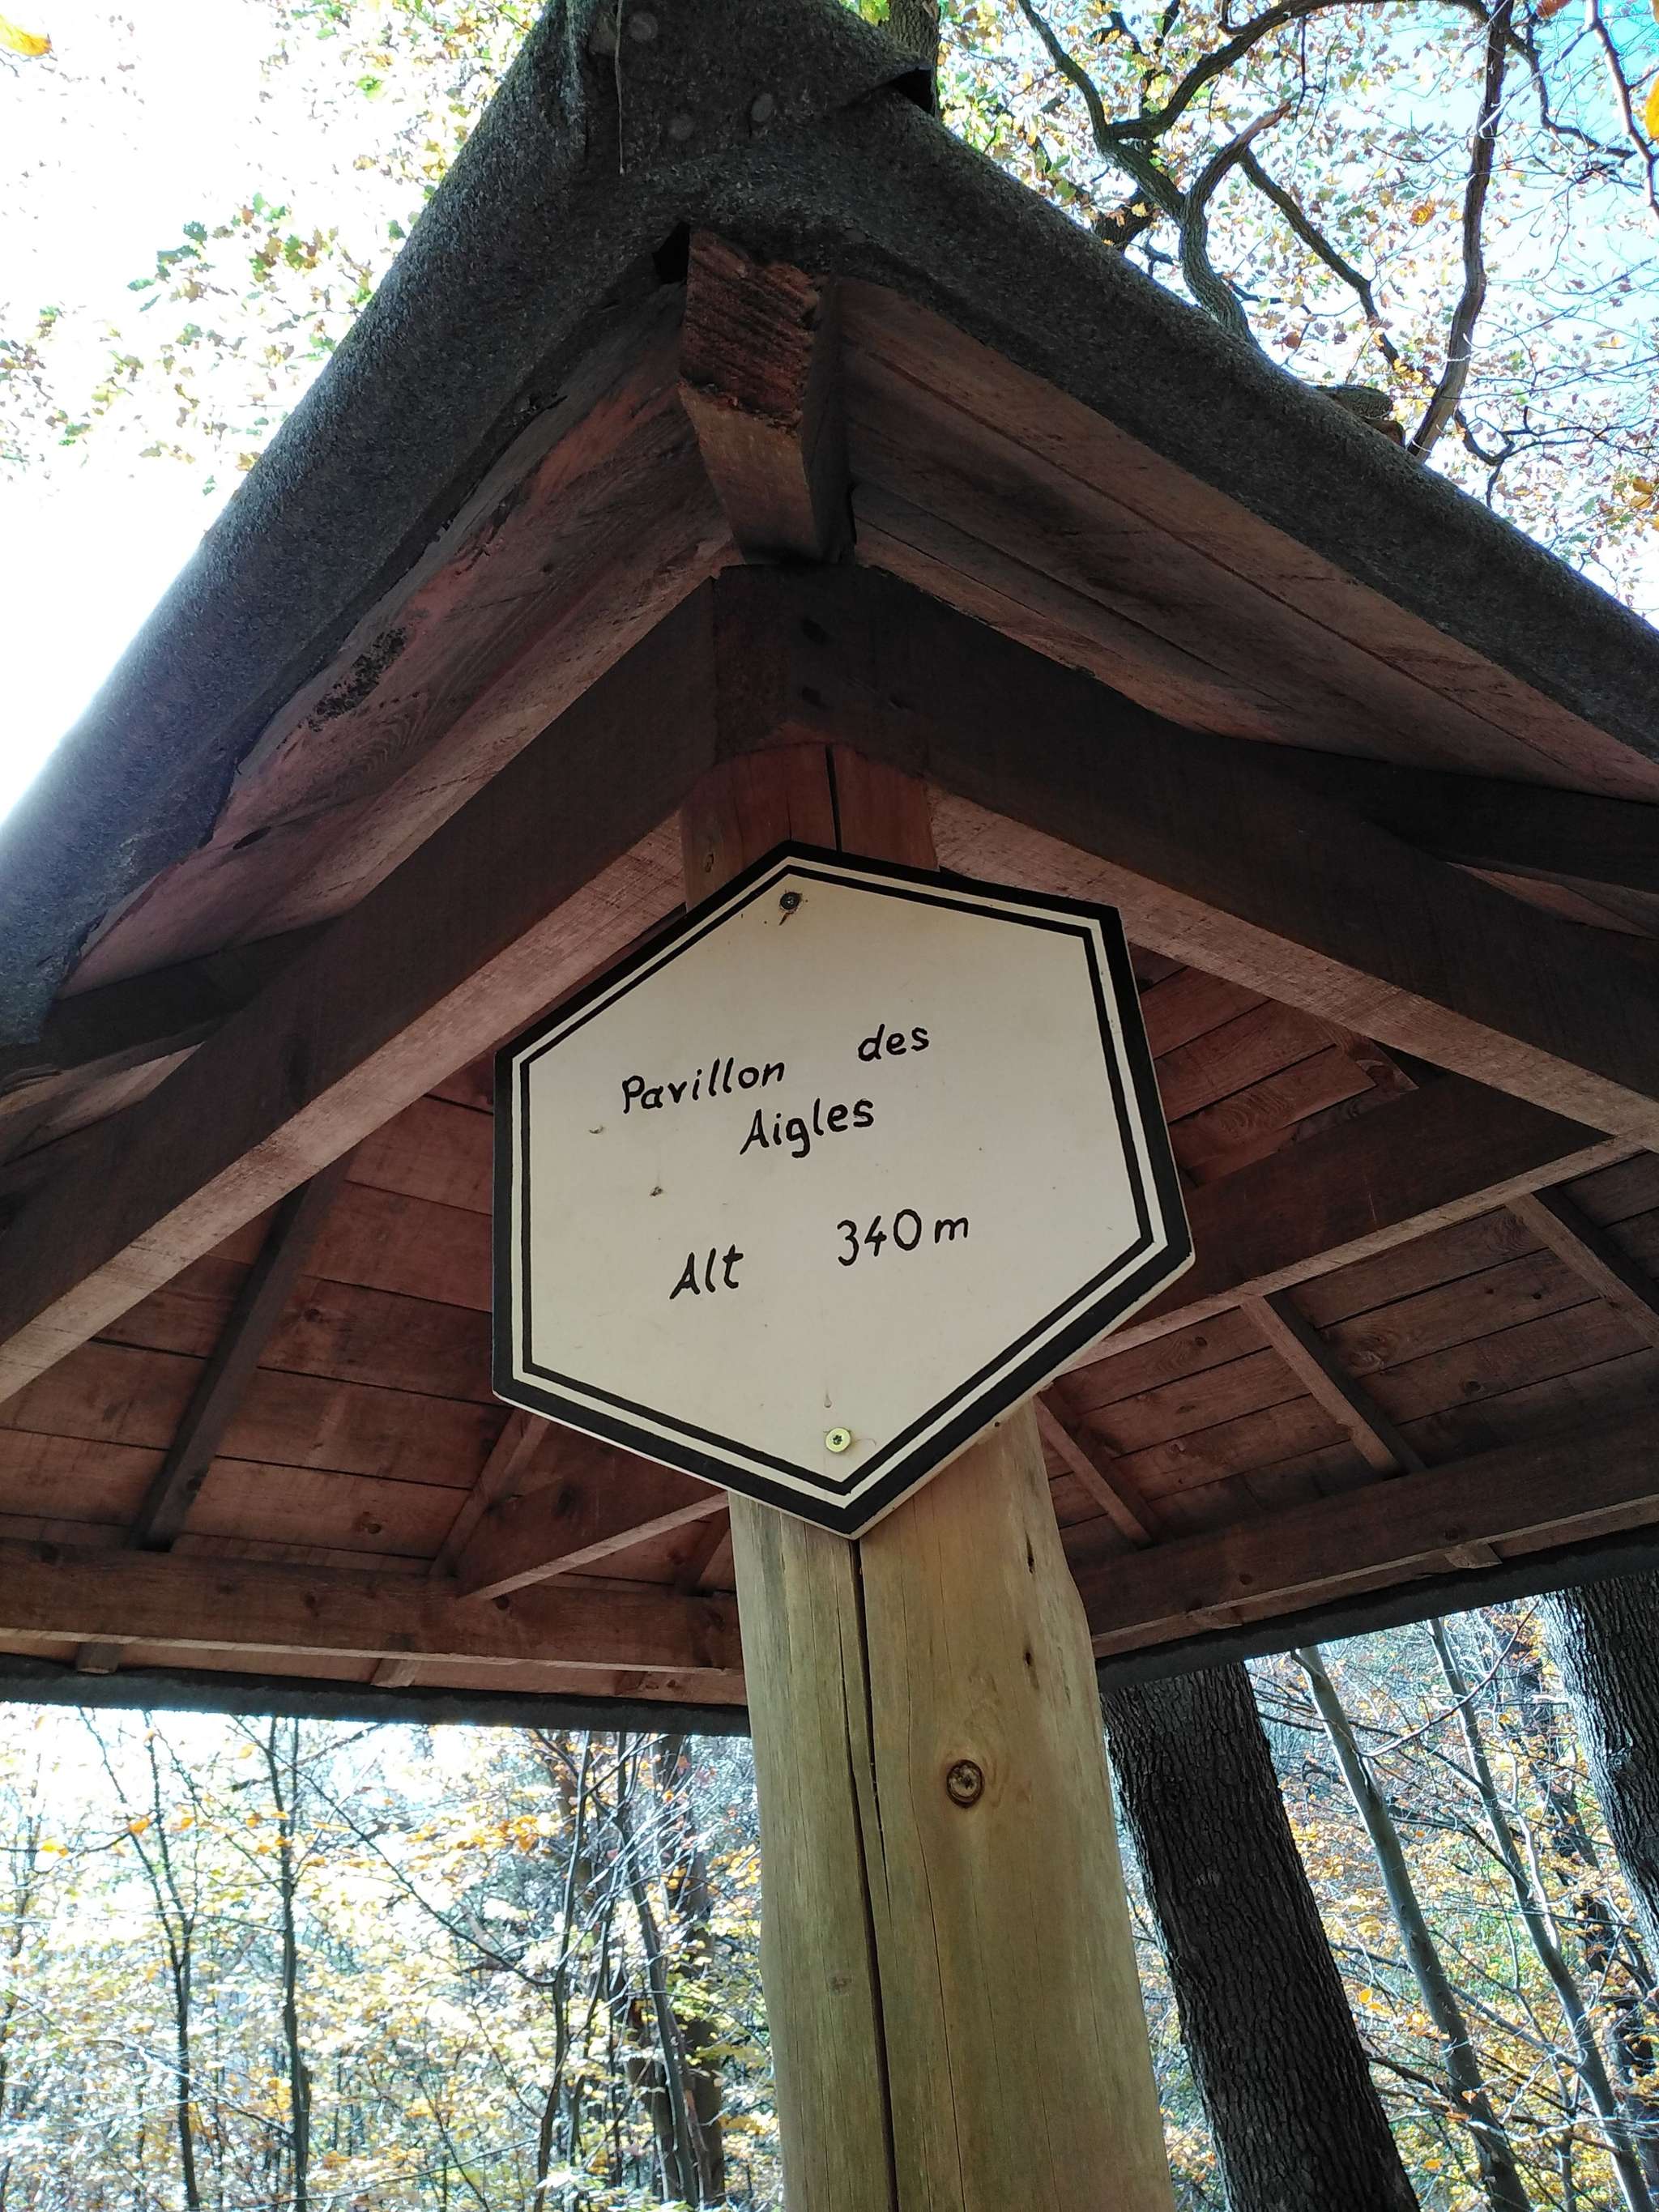 Pavillon des
Aigles
Alt 340m